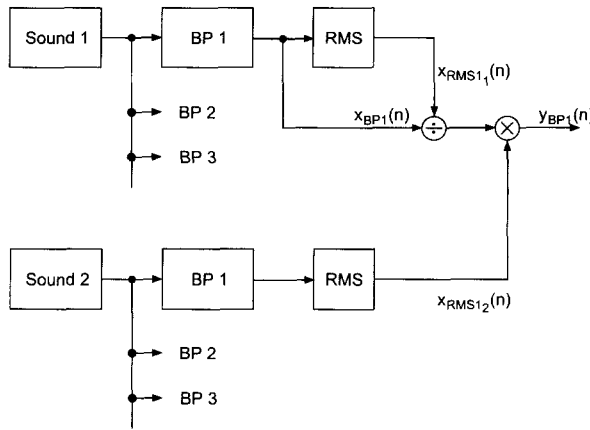 Sound 1
BP 1
RMS
x_RMS1_1(n)
BP 2
x_BP1(n)
÷
×
y_BP1(n)
BP 3
Sound 2
BP 1
RMS
x_RMS1_2(n)
BP 2
BP 3